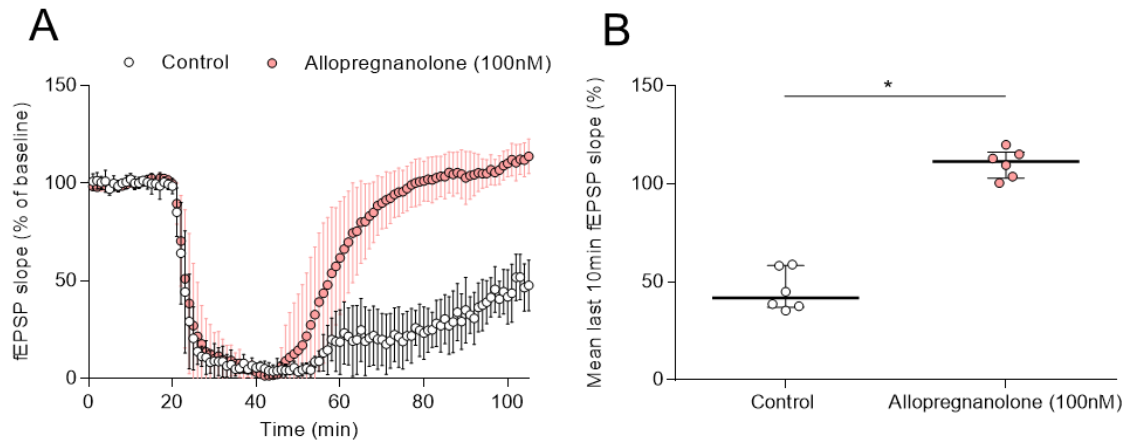 A
Control
Allopregnanolone (100nM)
fEPSP slope (% of baseline)
150
100
50
0
0
20
40
60
80
100
Time (min)
B
Mean last 10min fEPSP slope (%)
150
100
50
0
*
Control
Allopregnanolone (100nM)